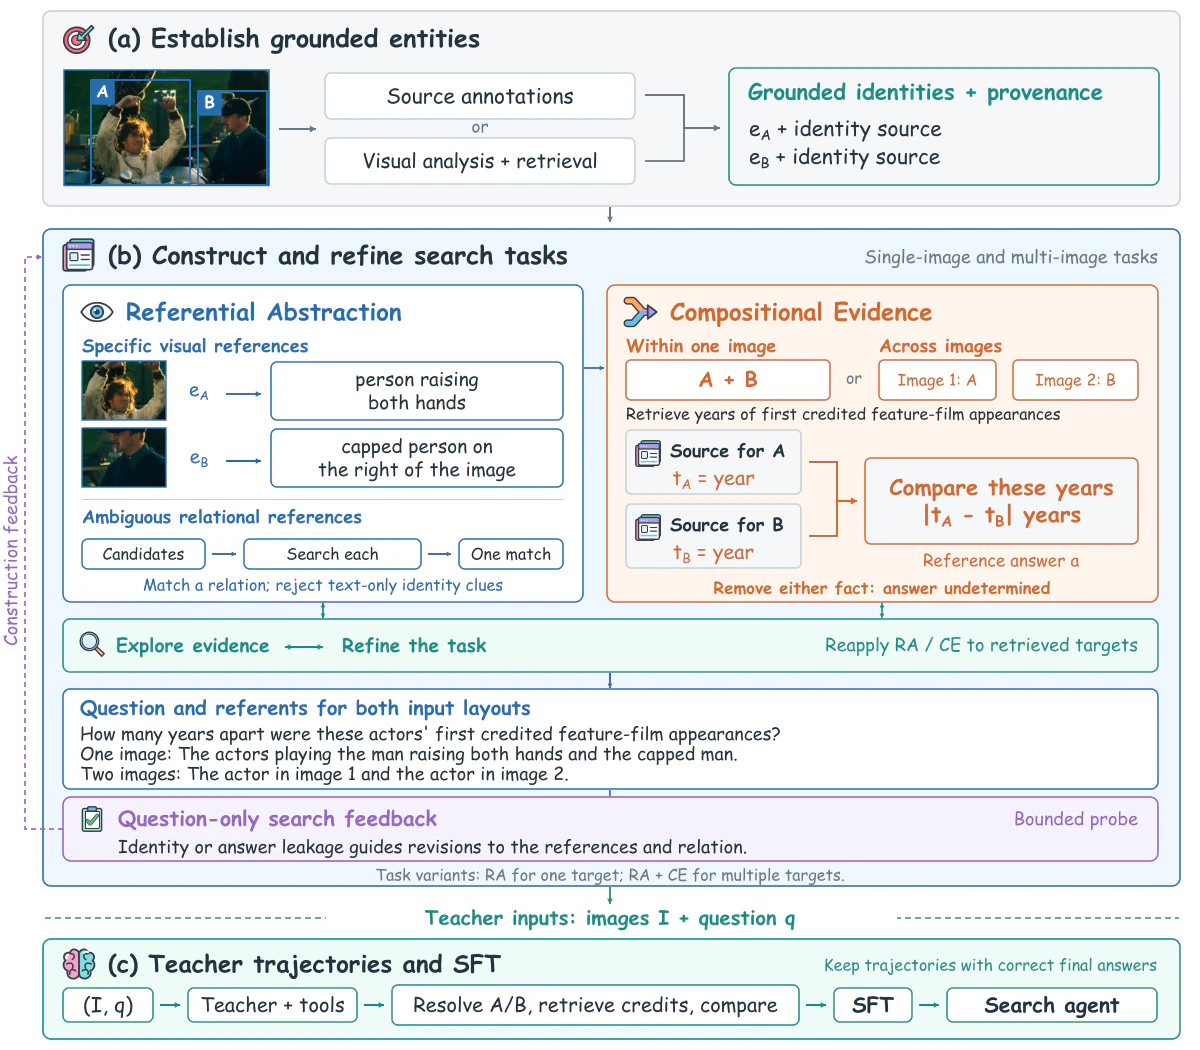 (a) Establish grounded entities
A
B
Source annotations
or
Visual analysis + retrieval
Grounded identities + provenance
e_A + identity source
e_B + identity source
(b) Construct and refine search tasks
Single-image and multi-image tasks
Referential Abstraction
Specific visual references
e_A
person raising
both hands
e_B
capped person on
the right of the image
Ambiguous relational references
Candidates
Search each
One match
Match a relation; reject text-only identity clues
Compositional Evidence
Within one image
Across images
A + B
or
Image 1: A
Image 2: B
Retrieve years of first credited feature-film appearances
Source for A
t_A = year
Source for B
t_B = year
Compare these years
|t_A - t_B| years
Reference answer a
Remove either fact: answer undetermined
Explore evidence
Refine the task
Reapply RA / CE to retrieved targets
Question and referents for both input layouts
How many years apart were these actors' first credited feature-film appearances?
One image: The actors playing the man raising both hands and the capped man.
Two images: The actor in image 1 and the actor in image 2.
Question-only search feedback
Bounded probe
Identity or answer leakage guides revisions to the references and relation.
Task variants: RA for one target; RA + CE for multiple targets.
Construction feedback
Teacher inputs: images I + question q
(c) Teacher trajectories and SFT
Keep trajectories with correct final answers
(I, q)
Teacher + tools
Resolve A/B, retrieve credits, compare
SFT
Search agent